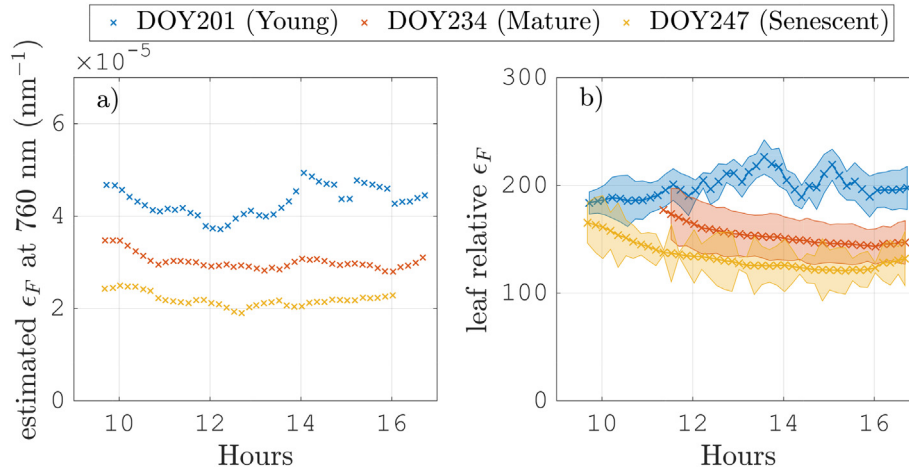 × DOY201 (Young) × DOY234 (Mature) × DOY247 (Senescent)
×10⁻⁵
a)
estimated ϵ_F at 760 nm (nm⁻¹)
6
4
2
0
10 12 14 16
Hours
b)
leaf relative ϵ_F
300
200
100
0
10 12 14 16
Hours